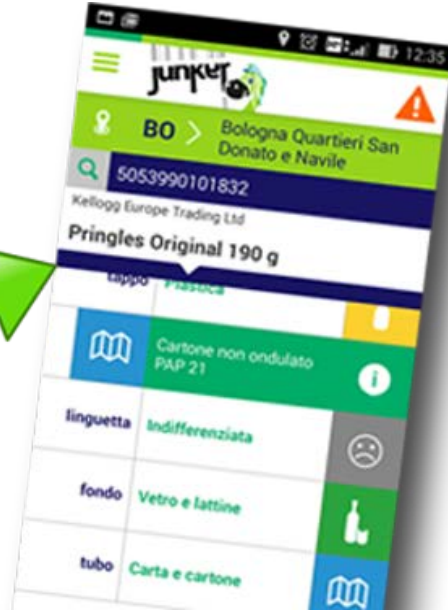 12:35
junker
BO > Bologna Quartieri San
Donato e Navile
5053990101832
Kellogg Europe Trading Ltd
Pringles Original 190 g
tappo Plastica
Cartone non ondulato
PAP 21
linguetta Indifferenziata
fondo Vetro e lattine
tubo Carta e cartone